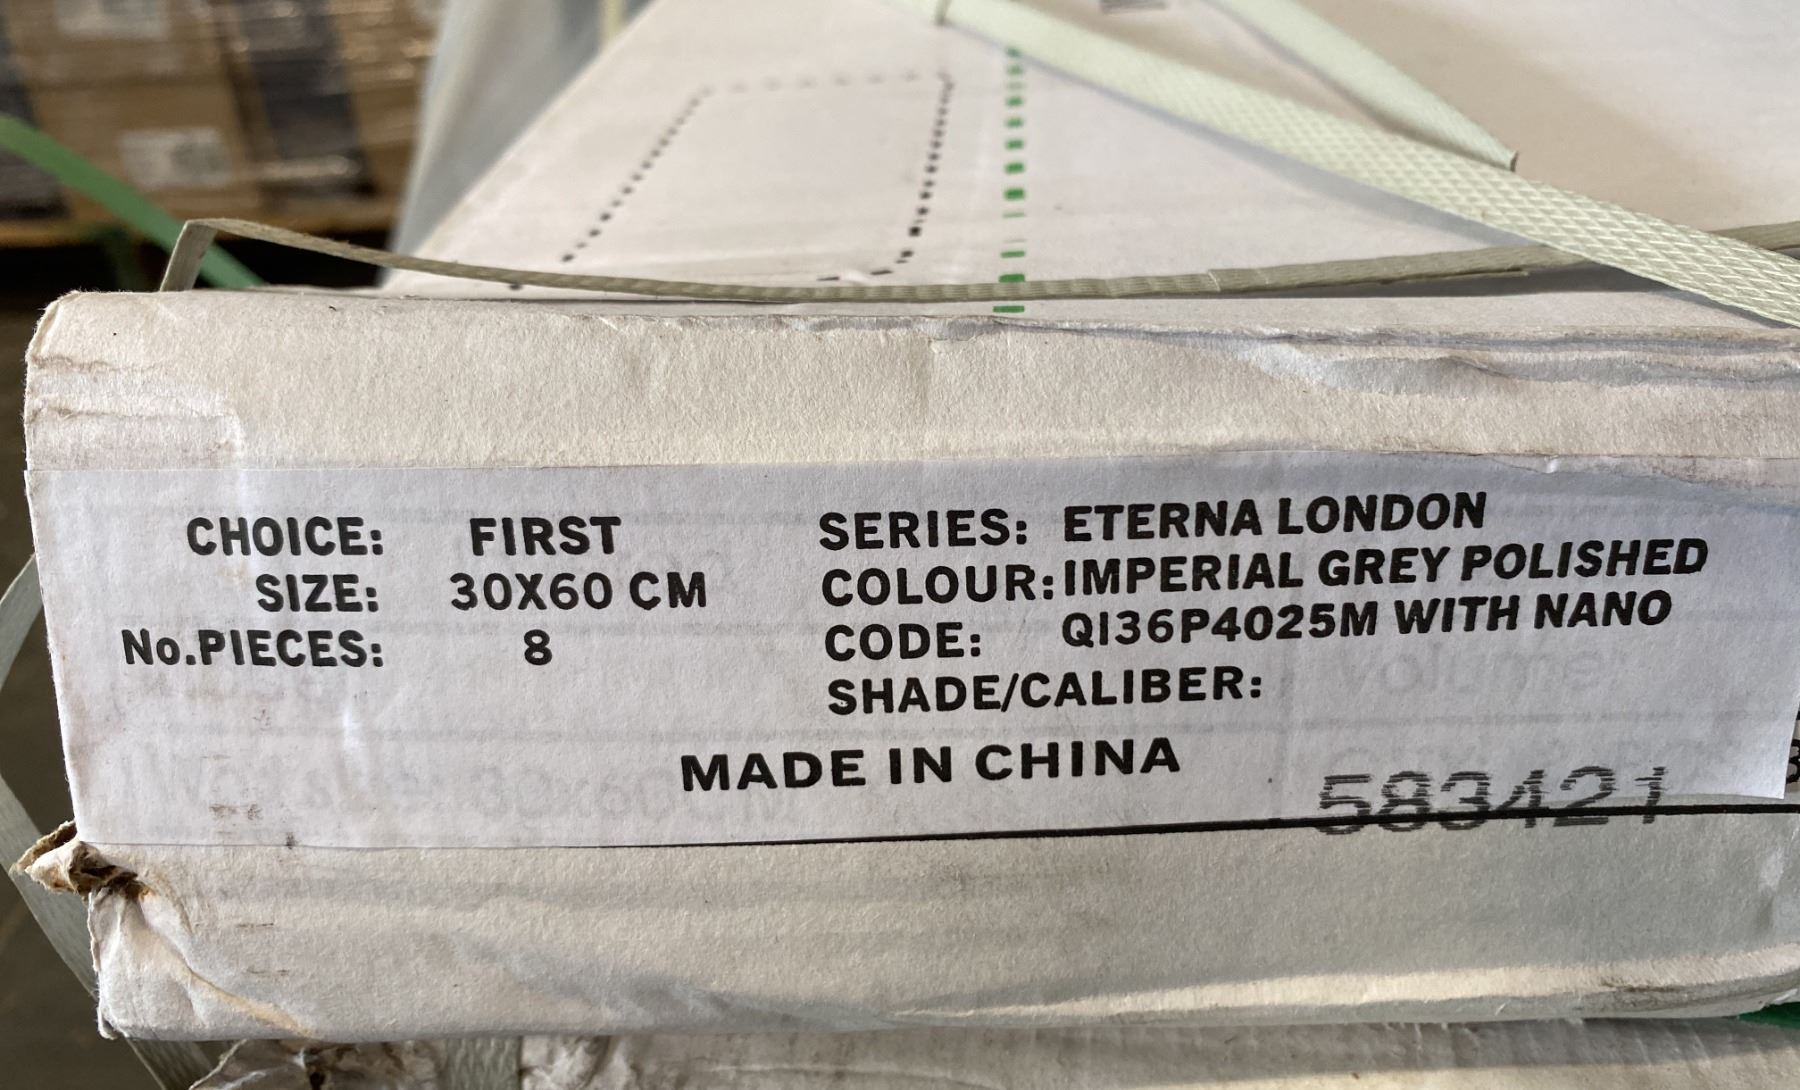 CHOICE: FIRST
SIZE: 30X60 CM
No.PIECES: 8
SERIES: ETERNA LONDON
COLOUR: IMPERIAL GREY POLISHED
CODE: QI36P4025M WITH NANO
SHADE/CALIBER:
MADE IN CHINA
583421